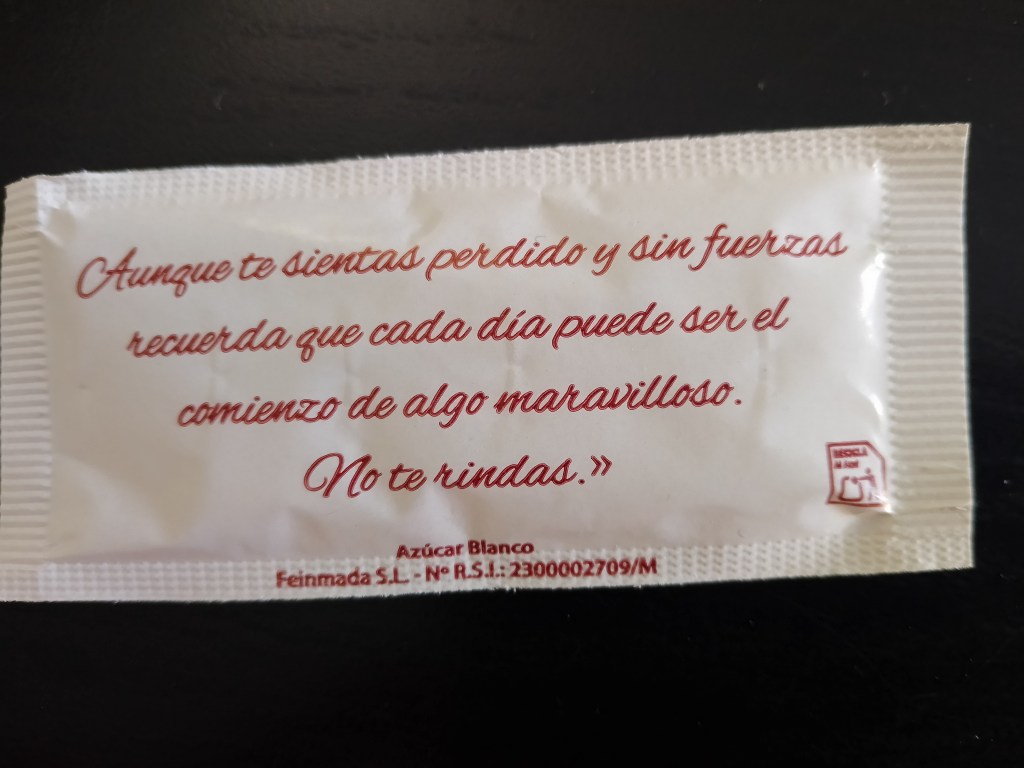 Aunque te sientas perdido y sin fuerzas
recuerda que cada día puede ser el
comienzo de algo maravilloso.
No te rindas.»
RECICLA
Azúcar Blanco
Feinmada S.L. - Nº R.S.I.: 2300002709/M